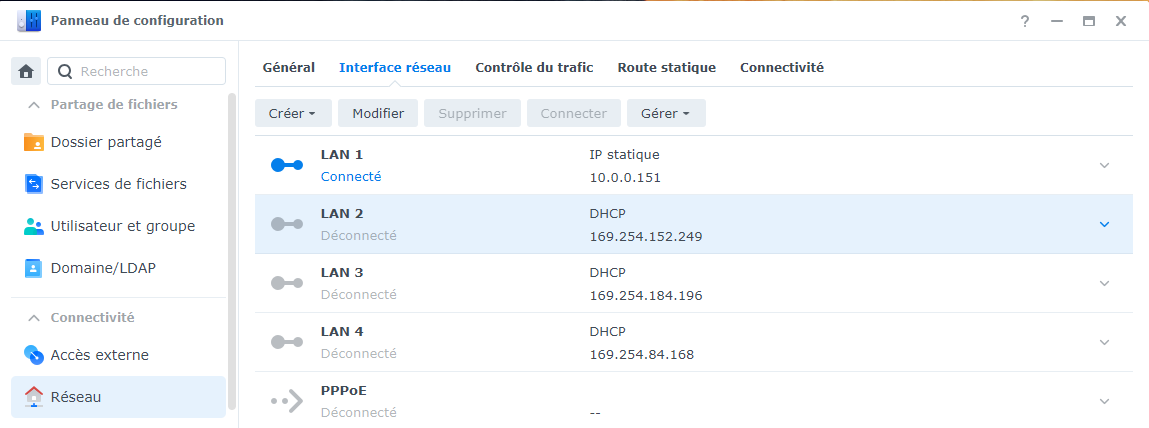 Panneau de configuration
?
Recherche
Partage de fichiers
Dossier partagé
Services de fichiers
Utilisateur et groupe
Domaine/LDAP
Connectivité
Accès externe
Réseau
Général Interface réseau Contrôle du trafic Route statique Connectivité
Créer Modifier Supprimer Connecter Gérer
LAN 1 IP statique
Connecté 10.0.0.151
LAN 2 DHCP
Déconnecté 169.254.152.249
LAN 3 DHCP
Déconnecté 169.254.184.196
LAN 4 DHCP
Déconnecté 169.254.84.168
PPPoE
Déconnecté --